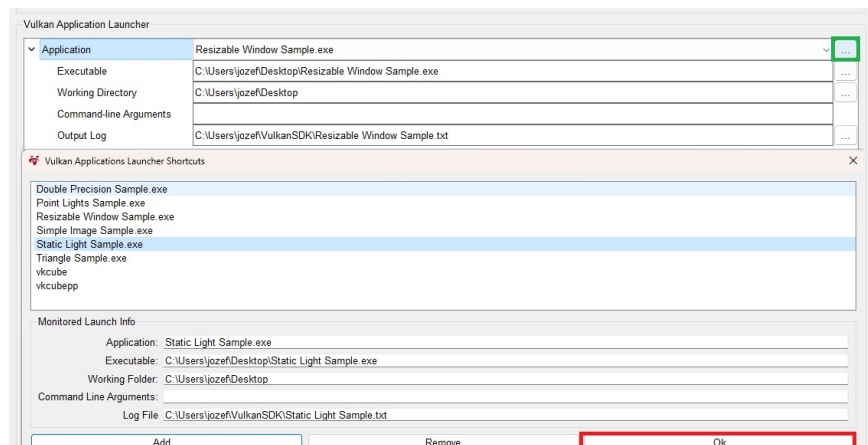 Vulkan Application Launcher
Application Resizable Window Sample.exe ...
Executable C:\Users\jozef\Desktop\Resizable Window Sample.exe ...
Working Directory C:\Users\jozef\Desktop ...
Command-line Arguments
Output Log C:\Users\jozef\VulkanSDK\Resizable Window Sample.txt ...
Vulkan Applications Launcher Shortcuts
Double Precision Sample.exe
Point Lights Sample.exe
Resizable Window Sample.exe
Simple Image Sample.exe
Static Light Sample.exe
Triangle Sample.exe
vkcube
vkcubepp
Monitored Launch Info
Application: Static Light Sample.exe
Executable: C:\Users\jozef\Desktop\Static Light Sample.exe
Working Folder: C:\Users\jozef\Desktop
Command Line Arguments:
Log File C:\Users\jozef\VulkanSDK\Static Light Sample.txt
Add Remove Ok